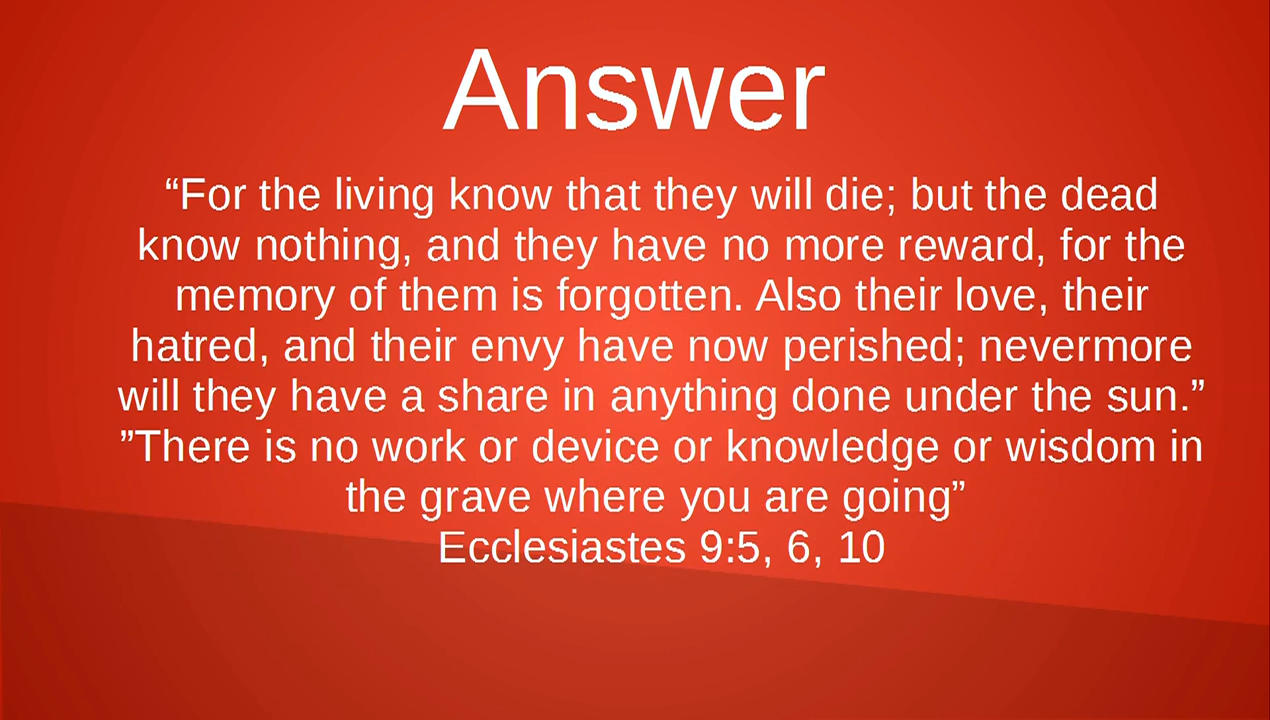 Answer
“For the living know that they will die; but the dead
know nothing, and they have no more reward, for the
memory of them is forgotten. Also their love, their
hatred, and their envy have now perished; nevermore
will they have a share in anything done under the sun.”
”There is no work or device or knowledge or wisdom in
the grave where you are going”
Ecclesiastes 9:5, 6, 10